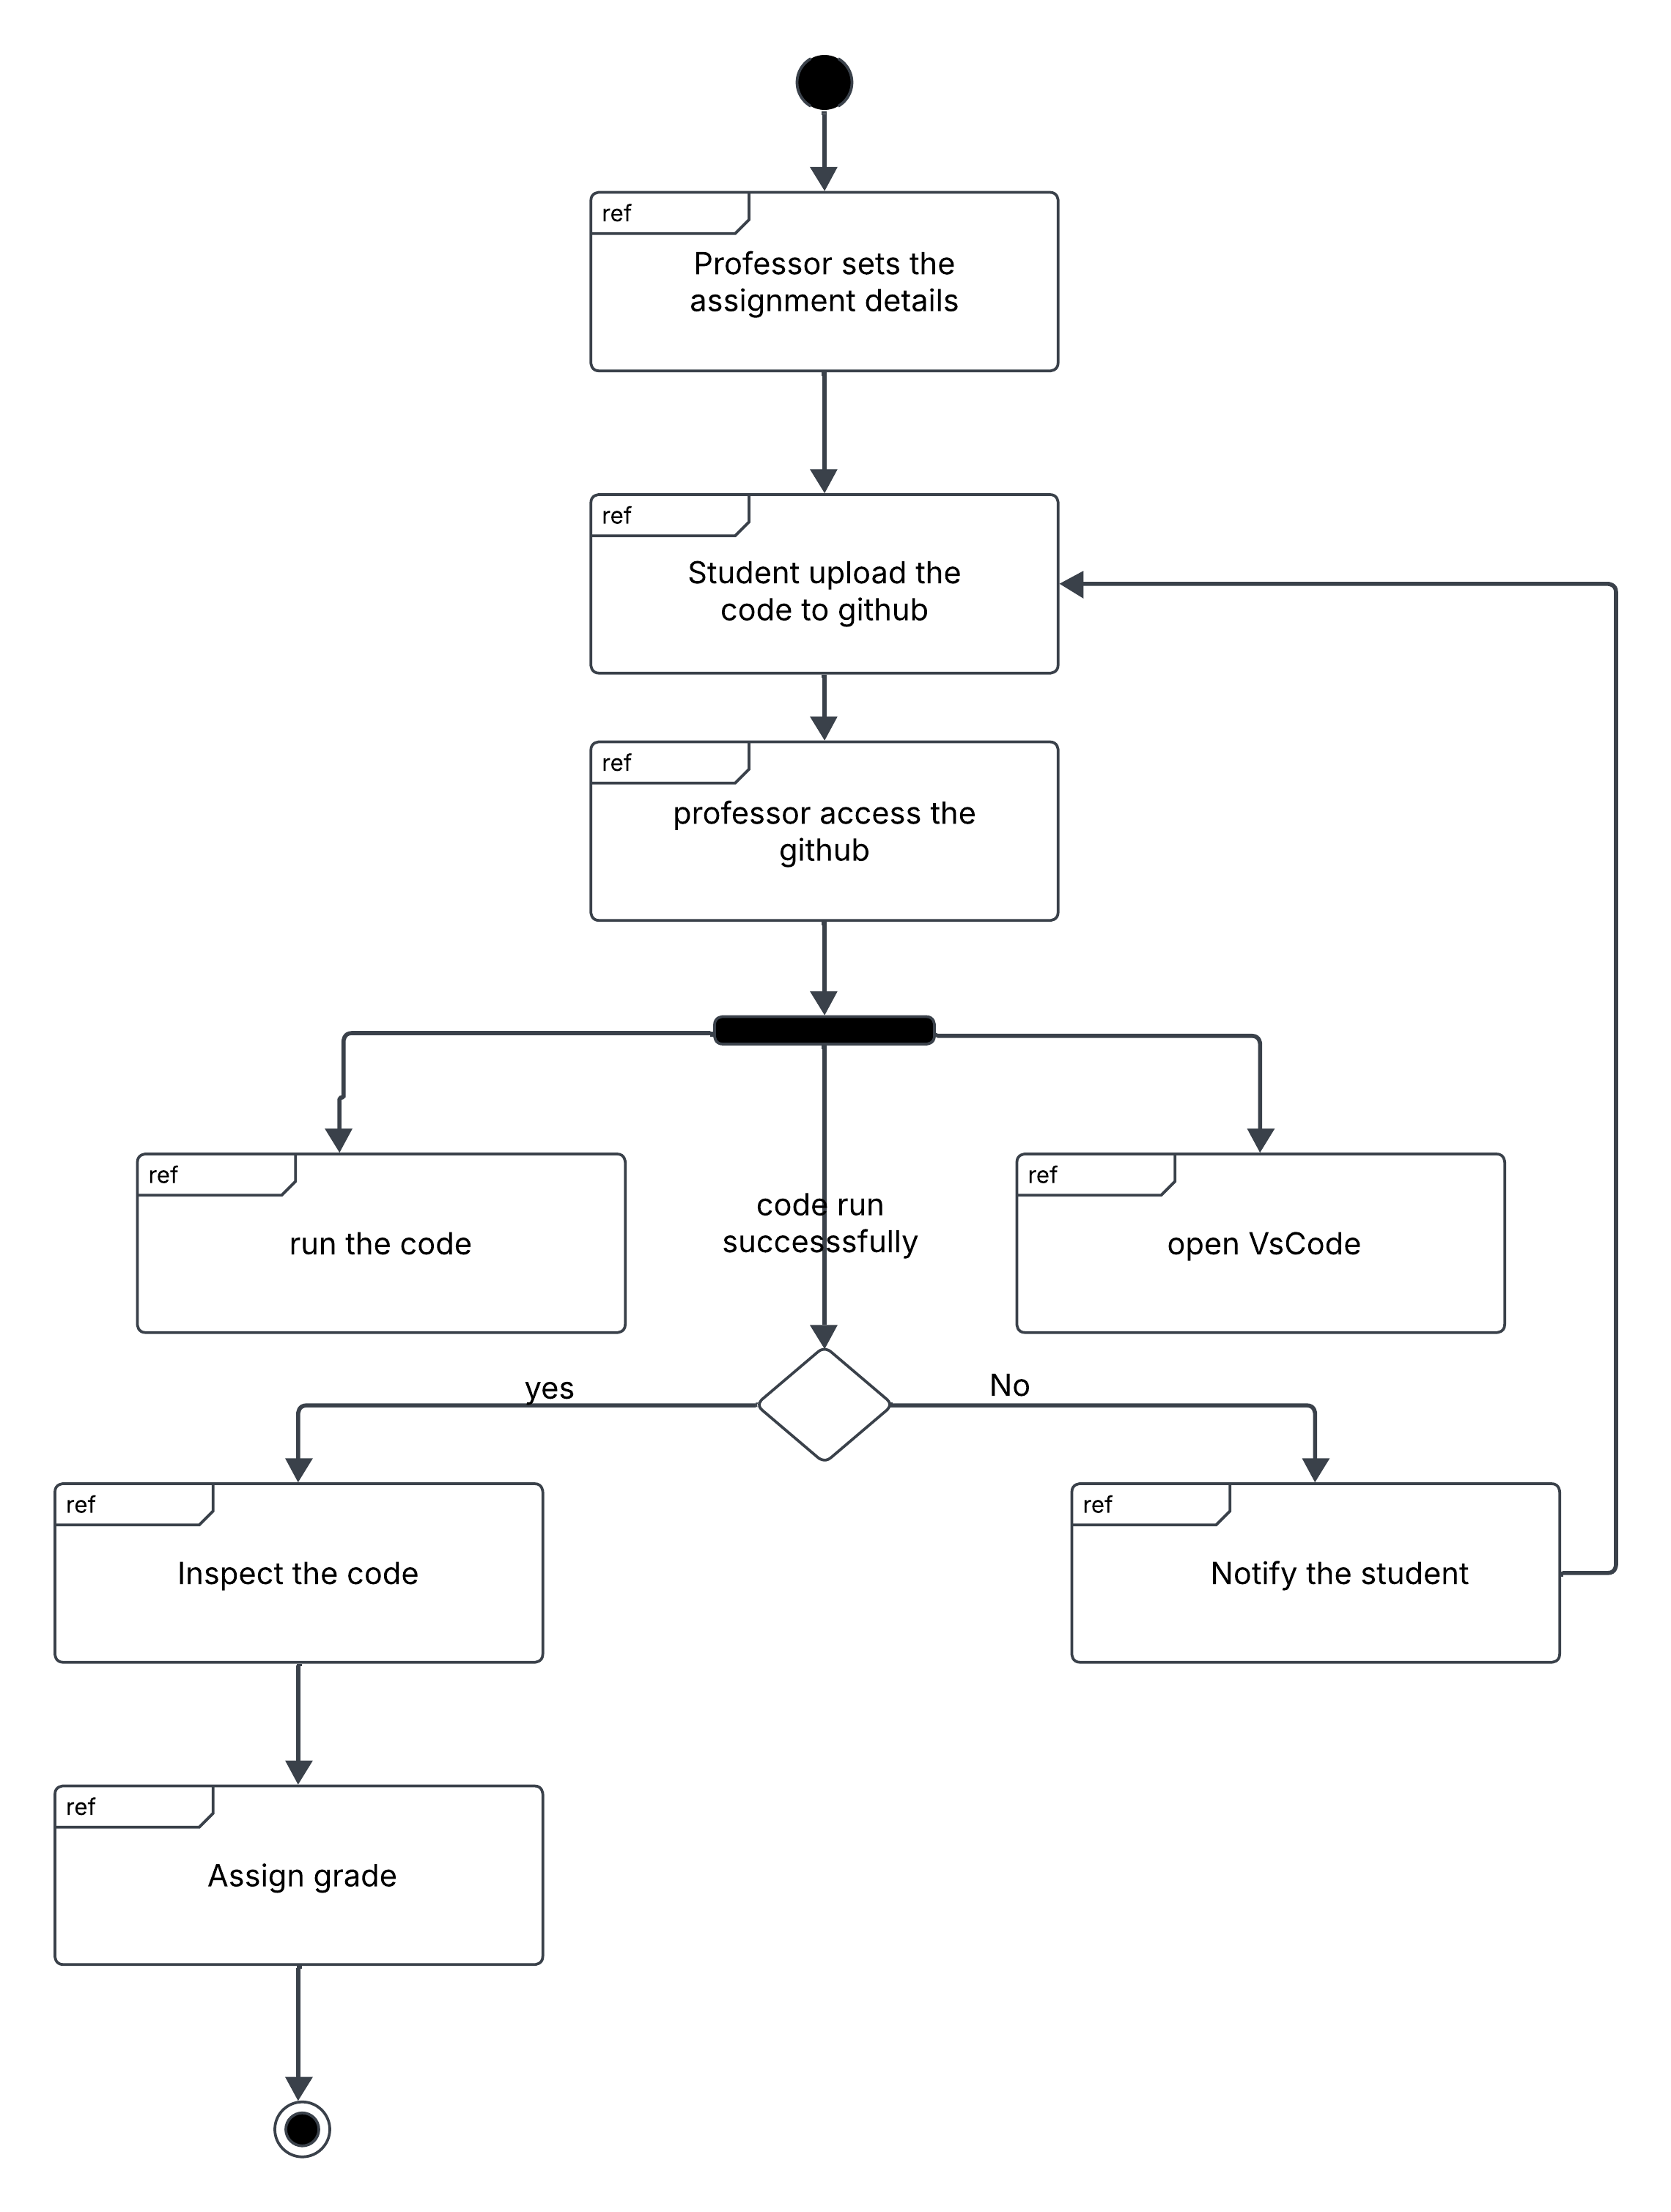 ref
Professor sets the
assignment details
ref
Student upload the
code to github
ref
professor access the
github
ref
run the code
code run
successsfully
ref
open VsCode
yes
No
ref
Inspect the code
ref
Notify the student
ref
Assign grade